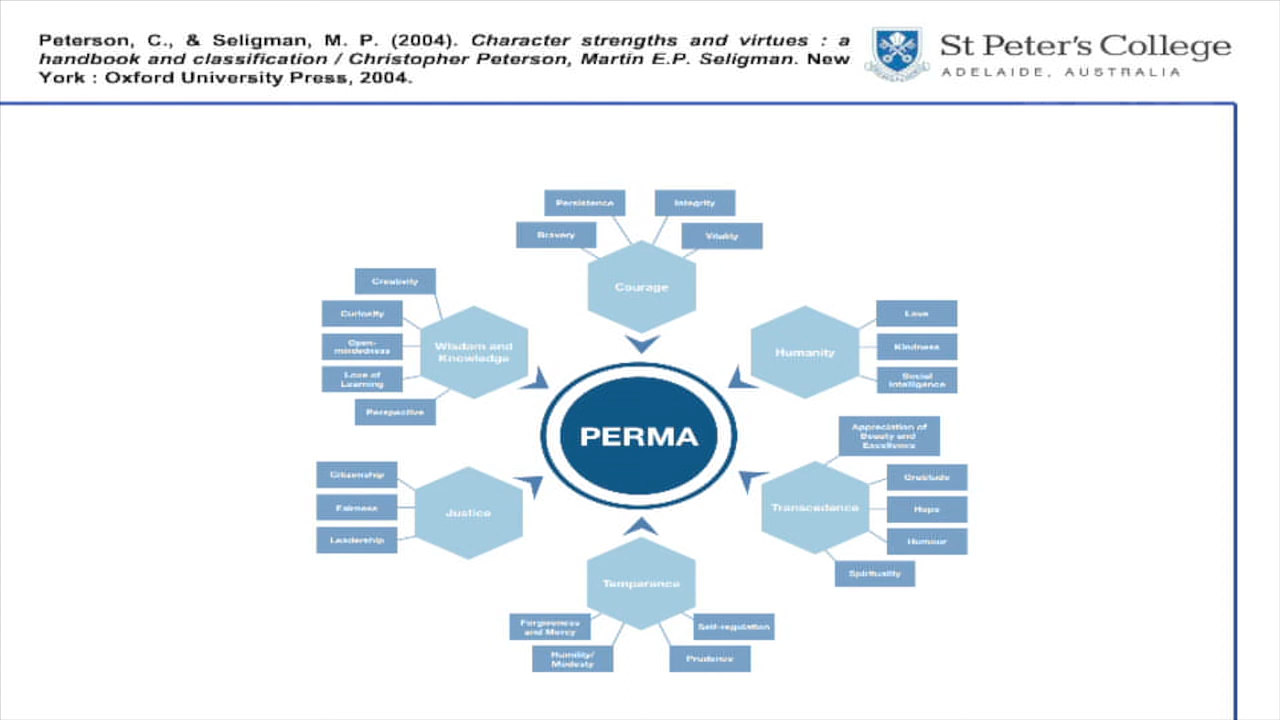 Peterson, C., & Seligman, M. P. (2004). Character strengths and virtues : a
handbook and classification / Christopher Peterson, Martin E.P. Seligman. New
York : Oxford University Press, 2004.
St Peter's College
ADELAIDE, AUSTRALIA
Persistence
Integrity
Bravery
Vitality
Courage
Creativity
Curiosity
Open-
mindedness
Love of
Learning
Perspective
Wisdom and
Knowledge
Humanity
Love
Kindness
Social
Intelligence
PERMA
Appreciation of
Beauty and
Excellence
Gratitude
Hope
Humour
Spirituality
Transcedence
Citizenship
Fairness
Leadership
Justice
Temperance
Forgiveness
and Mercy
Self-regulation
Humility/
Modesty
Prudence